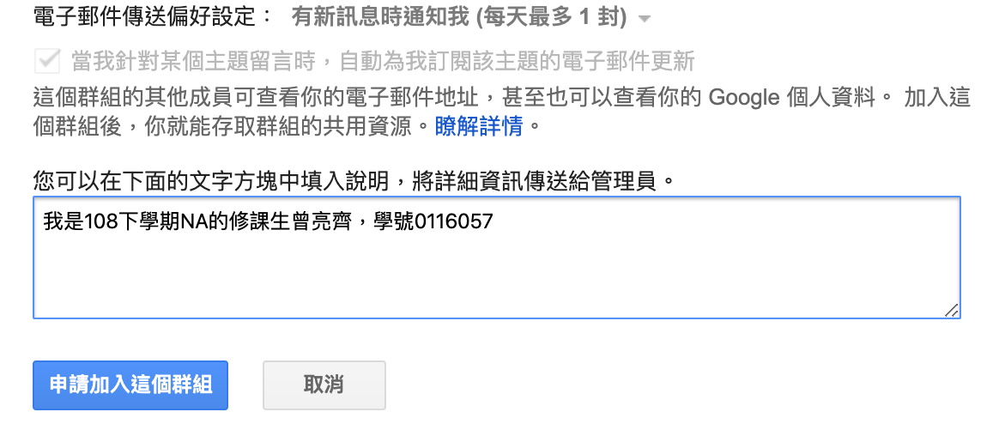 電子郵件傳送偏好設定： 有新訊息時通知我 (每天最多 1 封)
當我針對某個主題留言時，自動為我訂閱該主題的電子郵件更新
這個群組的其他成員可查看你的電子郵件地址，甚至也可以查看你的 Google 個人資料。 加入這
個群組後，你就能存取群組的共用資源。瞭解詳情。
您可以在下面的文字方塊中填入說明，將詳細資訊傳送給管理員。
我是108下學期NA的修課生曾亮齊，學號0116057
申請加入這個群組 取消